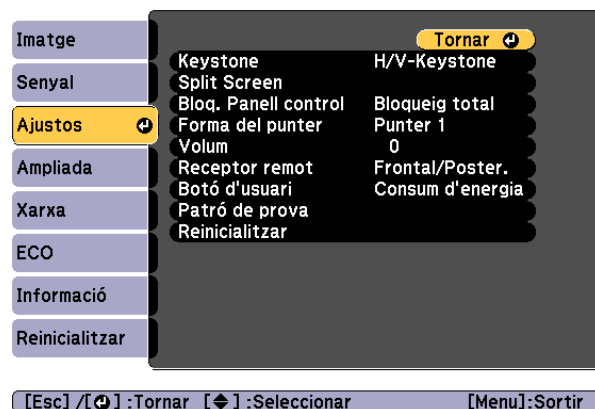 Imatge
Senyal
Ajustos
Ampliada
Xarxa
ECO
Informació
Reinicialitzar
Tornar
Keystone H/V-Keystone
Split Screen
Bloq. Panell control Bloqueig total
Forma del punter Punter 1
Volum 0
Receptor remot Frontal/Poster.
Botó d'usuari Consum d'energia
Patró de prova
Reinicialitzar
[Esc] /[⏎] :Tornar [◆] :Seleccionar [Menu]:Sortir